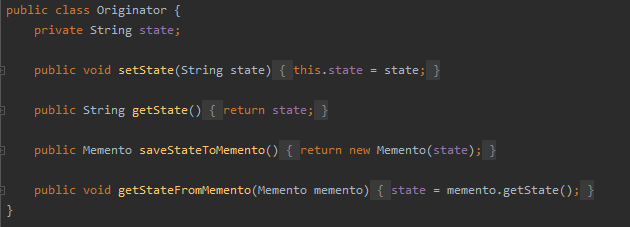 public class Originator {
private String state;
public void setState(String state) { this.state = state; }
public String getState() { return state; }
public Memento saveStateToMemento() { return new Memento(state); }
public void getStateFromMemento(Memento memento) { state = memento.getState(); }
}